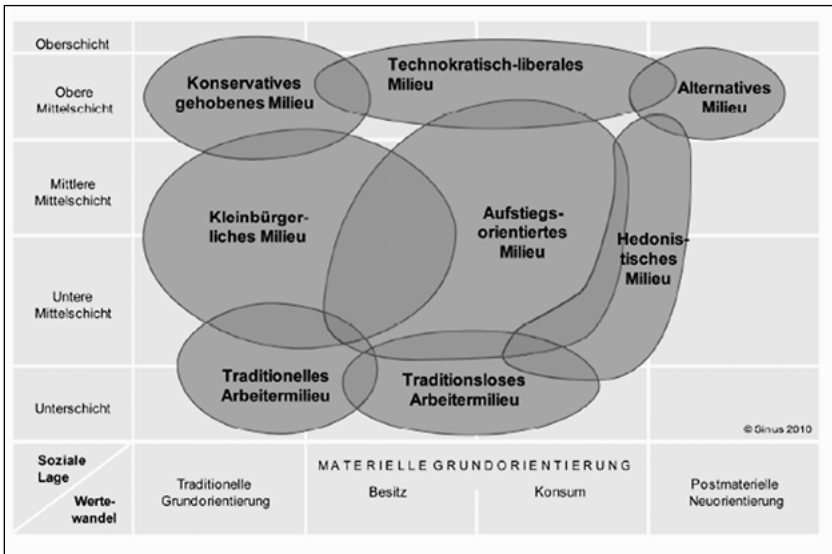 Oberschicht
Obere
Mittelschicht
Mittlere
Mittelschicht
Untere
Mittelschicht
Unterschicht
Konservatives
gehobenes Milieu
Technokratisch-liberales
Milieu
Alternatives
Milieu
Kleinbürger-
liches Milieu
Aufstiegs-
orientiertes
Milieu
Hedonis-
tisches
Milieu
Traditionelles
Arbeitermilieu
Traditionsloses
Arbeitermilieu
© Sinus 2010
Soziale
Lage
Werte-
wandel
Traditionelle
Grundorientierung
MATERIELLE GRUNDORIENTIERUNG
Besitz
Konsum
Postmaterielle
Neuorientierung